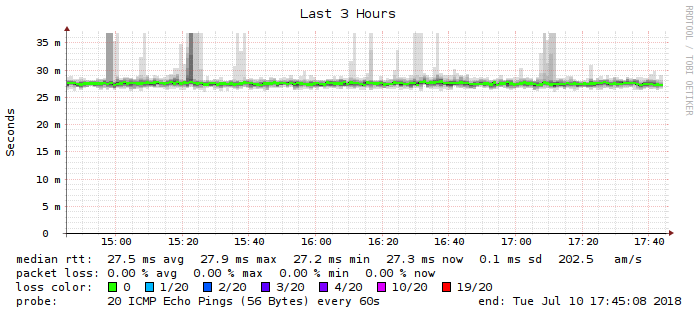 Last 3 Hours
RRDTOOL / TOBI OETIKER
Seconds
35 m
30 m
25 m
20 m
15 m
10 m
5 m
0
15:00 15:20 15:40 16:00 16:20 16:40 17:00 17:20 17:40
median rtt: 27.5 ms avg 27.9 ms max 27.2 ms min 27.3 ms now 0.1 ms sd 202.5 am/s
packet loss: 0.00 % avg 0.00 % max 0.00 % min 0.00 % now
loss color: 0 1/20 2/20 3/20 4/20 10/20 19/20
probe: 20 ICMP Echo Pings (56 Bytes) every 60s end: Tue Jul 10 17:45:08 2018